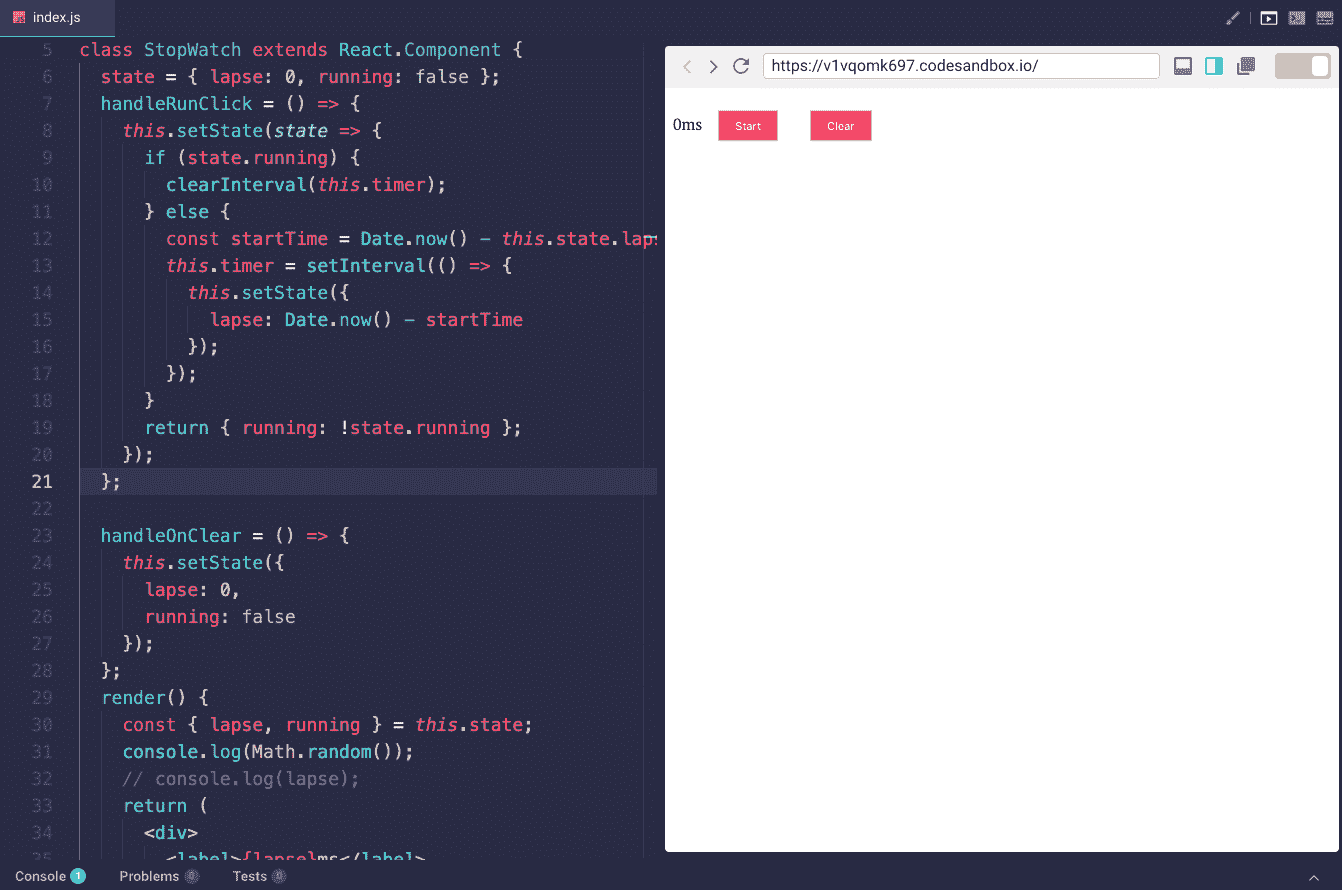 index.js
5 class StopWatch extends React.Component {
6 state = { lapse: 0, running: false };
7 handleRunClick = () => {
8 this.setState(state => {
9 if (state.running) {
10 clearInterval(this.timer);
11 } else {
12 const startTime = Date.now() - this.state.laps
13 this.timer = setInterval(() => {
14 this.setState({
15 lapse: Date.now() - startTime
16 });
17 });
18 }
19 return { running: !state.running };
20 });
21 };
22
23 handleOnClear = () => {
24 this.setState({
25 lapse: 0,
26 running: false
27 });
28 };
29 render() {
30 const { lapse, running } = this.state;
31 console.log(Math.random());
32 // console.log(lapse);
33 return (
34 <div>
35 <label>{lapse}ms</label>
https://v1vqomk697.codesandbox.io/
0ms Start Clear
Console 1 Problems 0 Tests 0